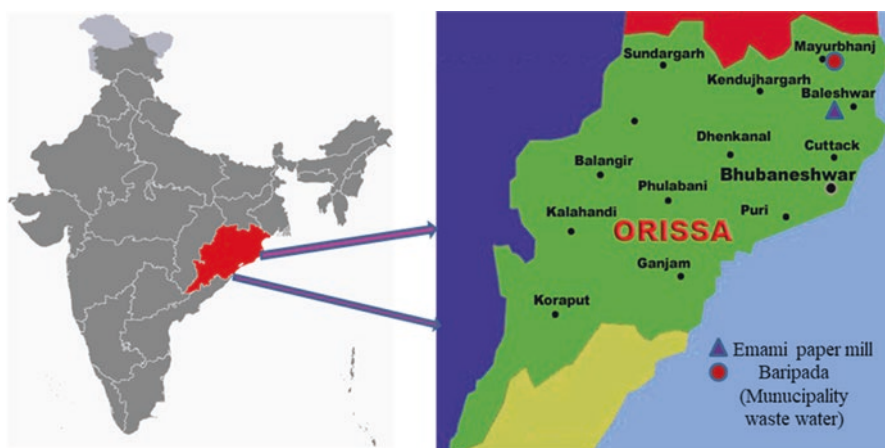 Sundargarh
Mayurbhanj
Kendujhargarh
Baleshwar
Dhenkanal
Cuttack
Balangir
Bhubaneshwar
Phulabani
Kalahandi
Puri
ORISSA
Ganjam
Koraput
Emami paper mill
Baripada
(Munucipality
waste water)